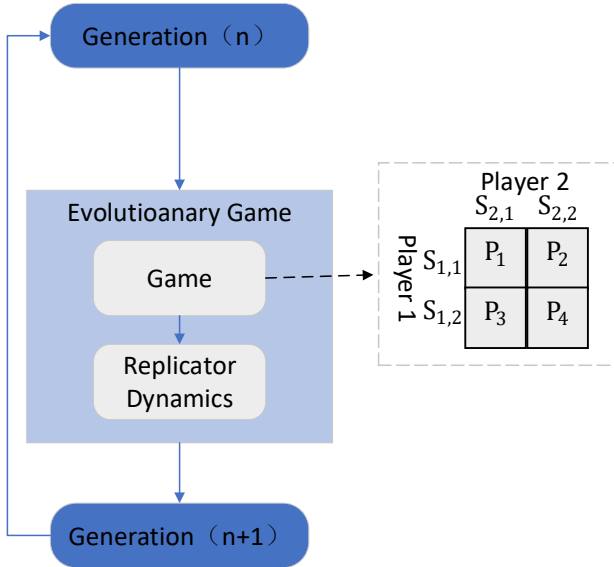 Generation（n）
Evolutioanary Game
Game
Replicator
Dynamics
Generation（n+1）
Player 2
S2,1 S2,2
Player 1
S1,1 P1 P2
S1,2 P3 P4